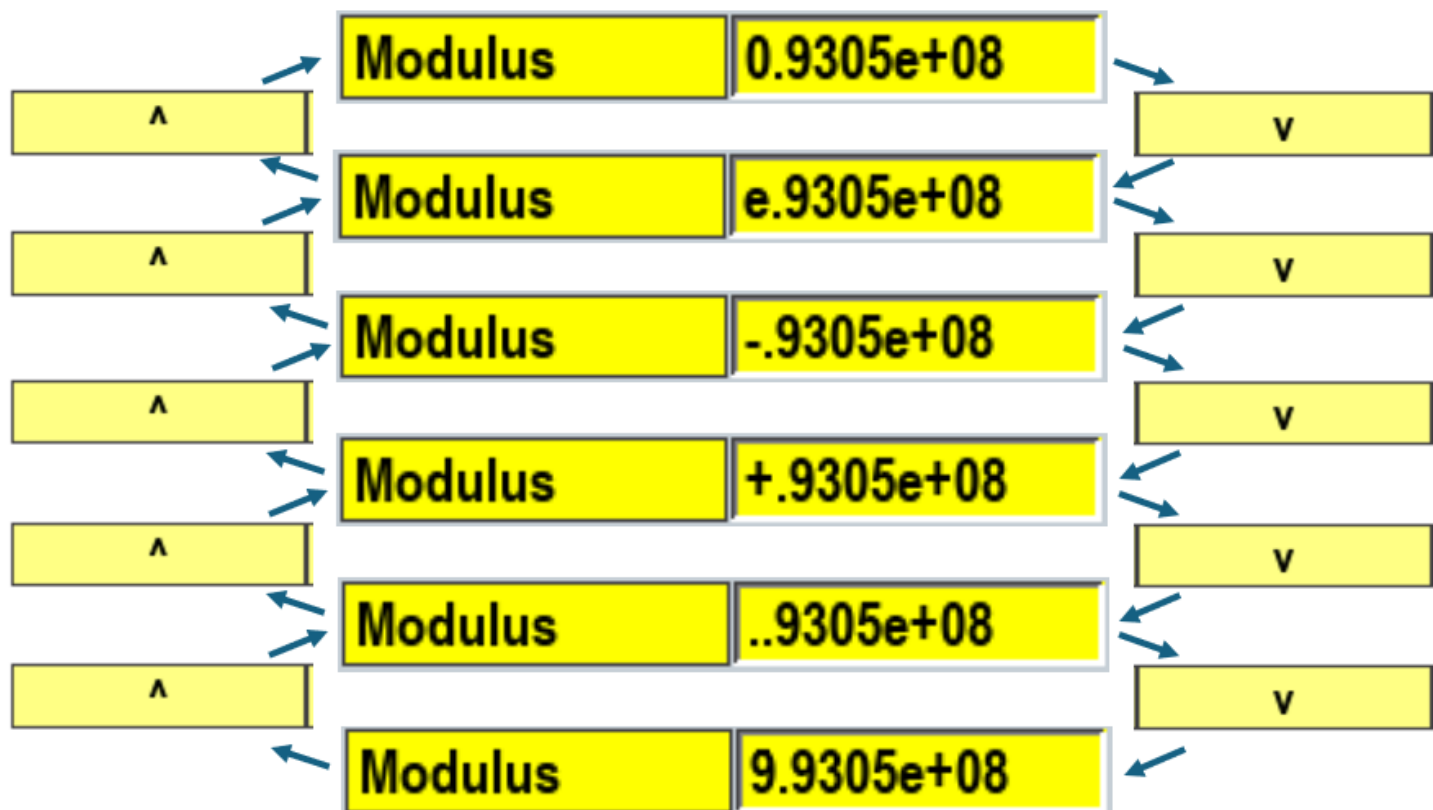 Modulus 0.9305e+08
^ v
Modulus e.9305e+08
^ v
Modulus -.9305e+08
^ v
Modulus +.9305e+08
^ v
Modulus ..9305e+08
^ v
Modulus 9.9305e+08